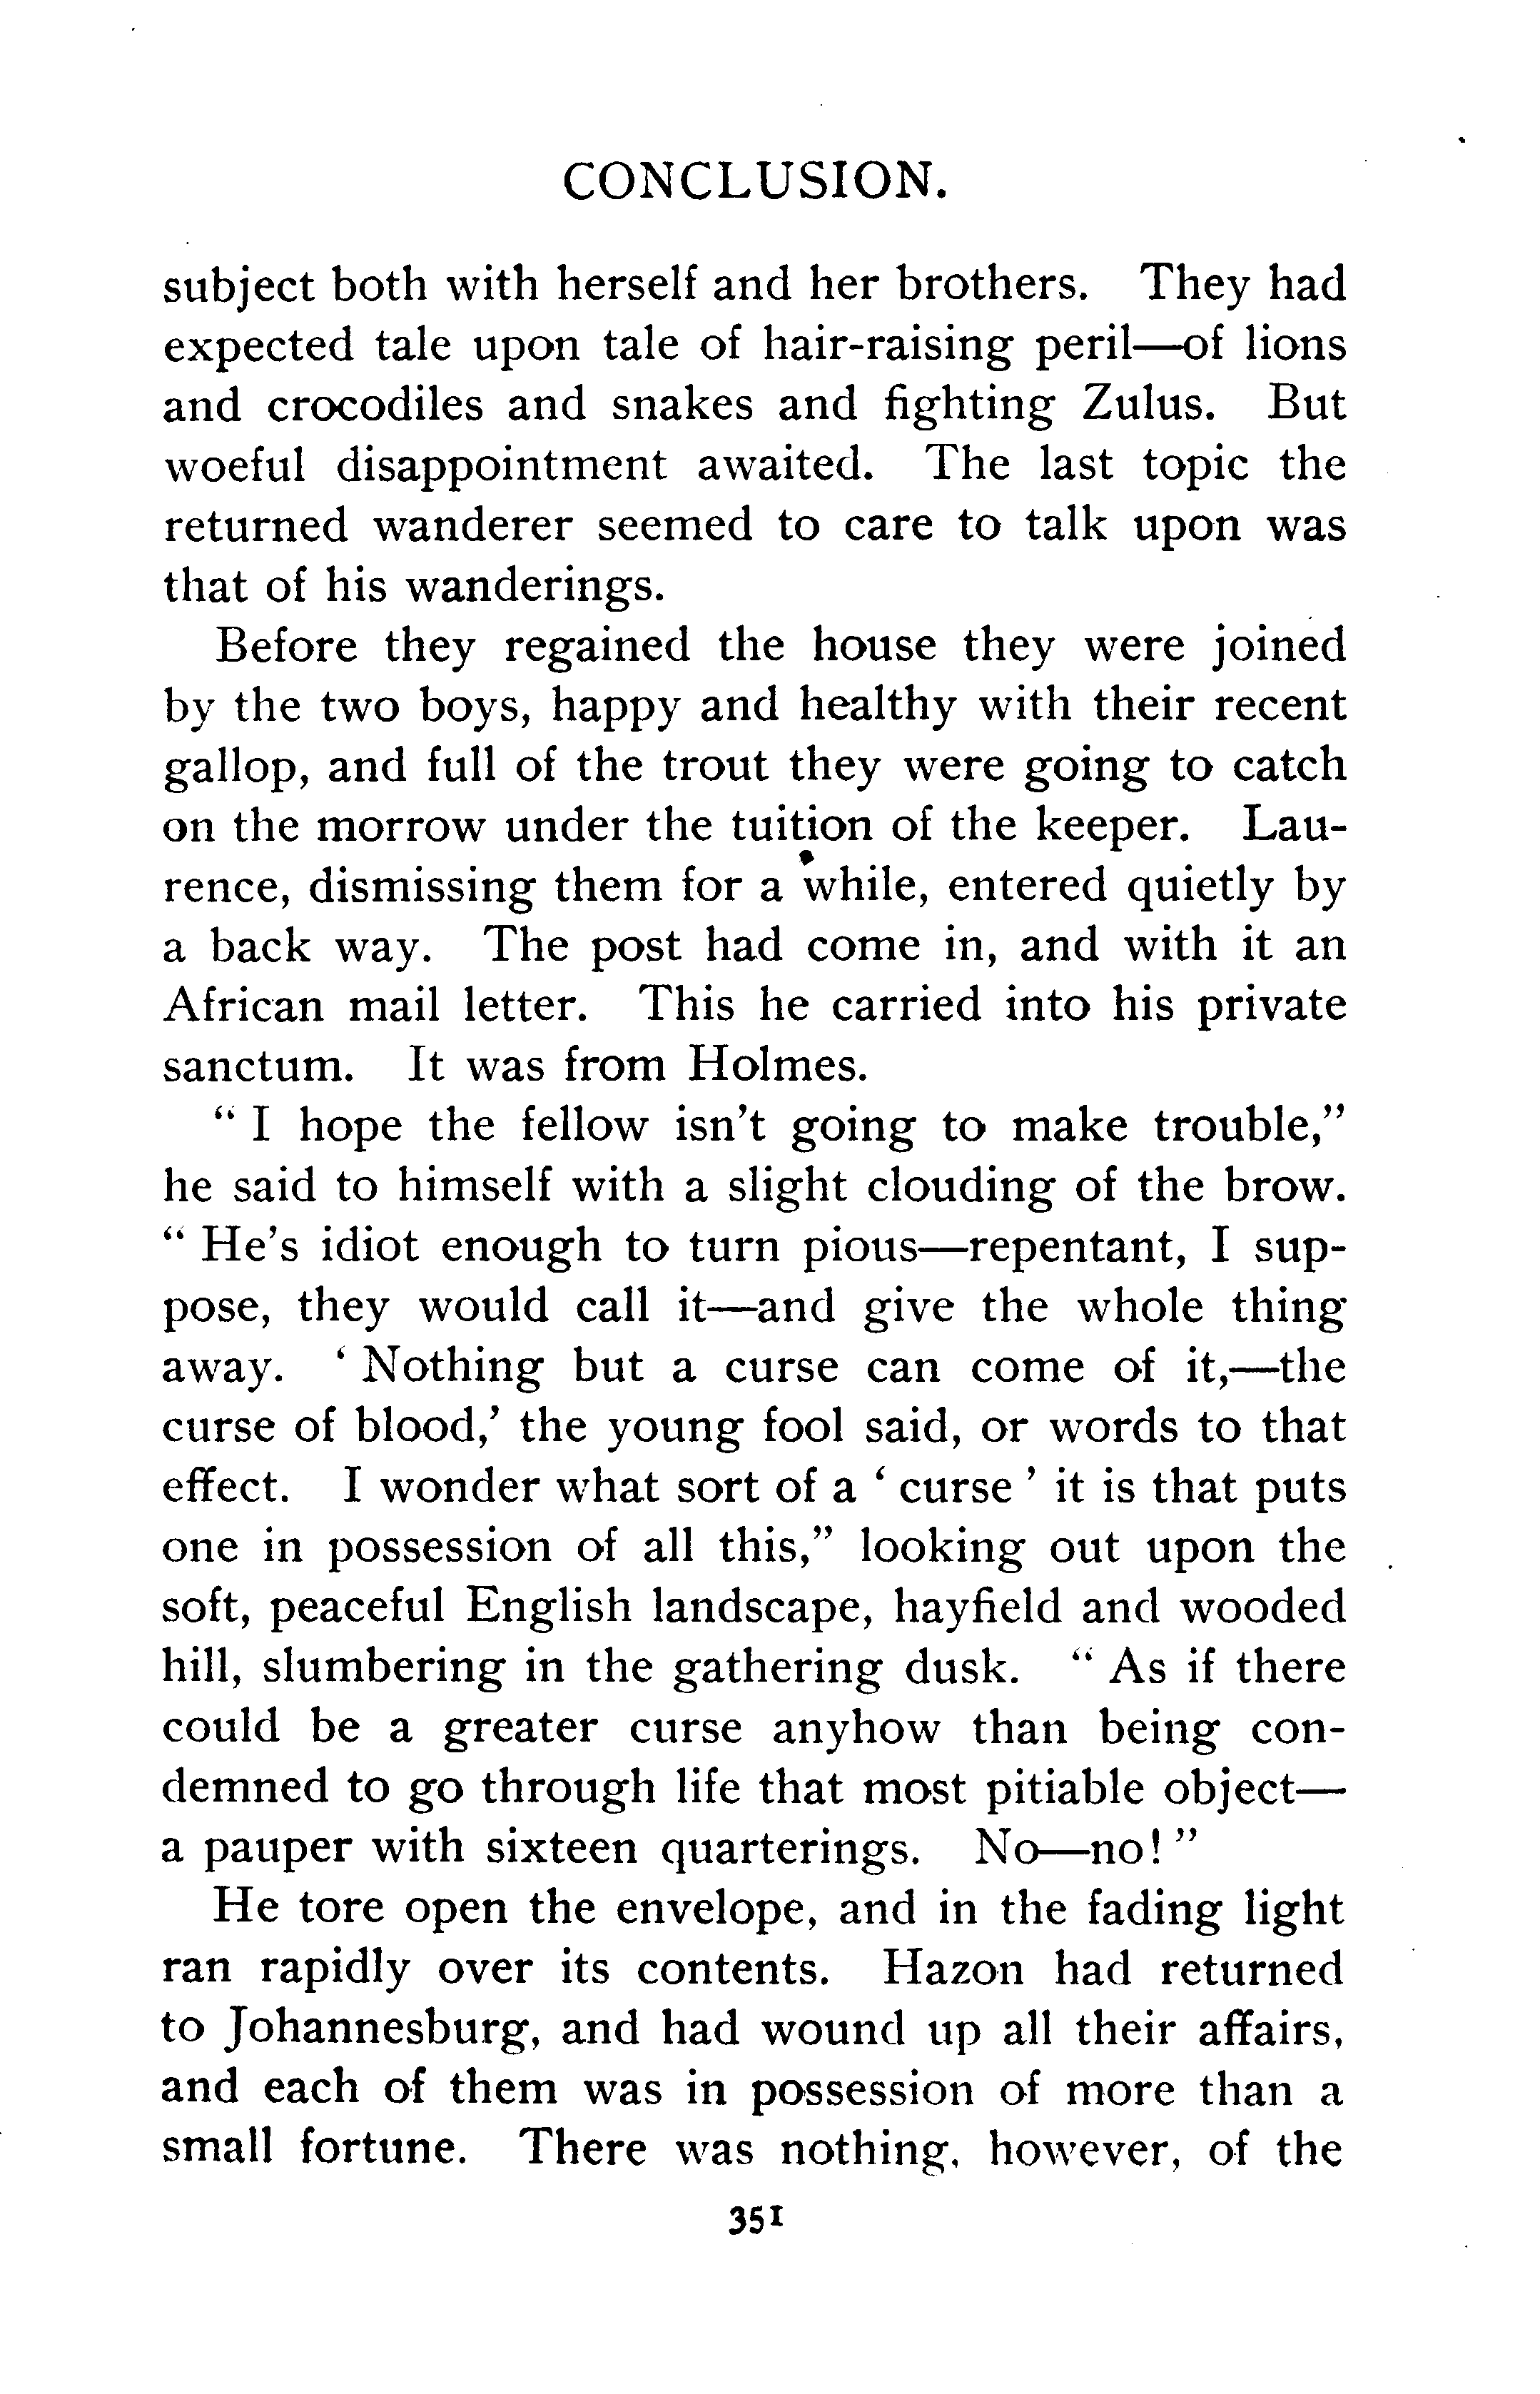 CONCLUSION.
subject both with herself and her brothers. They had
expected tale upon tale of hair-raising peril—of lions
and crocodiles and snakes and fighting Zulus. But
woeful disappointment awaited. The last topic the
returned wanderer seemed to care to talk upon was
that of his wanderings.
Before they regained the house they were joined
by the two boys, happy and healthy with their recent
gallop, and full of the trout they were going to catch
on the morrow under the tuition of the keeper. Lau-
rence, dismissing them for a while, entered quietly by
a back way. The post had come in, and with it an
African mail letter. This he carried into his private
sanctum. It was from Holmes.
“ I hope the fellow isn’t going to make trouble,”
he said to himself with a slight clouding of the brow.
“ He’s idiot enough to turn pious—repentant, I sup-
pose, they would call it—and give the whole thing
away. ‘ Nothing but a curse can come of it,—the
curse of blood,’ the young fool said, or words to that
effect. I wonder what sort of a ‘ curse ’ it is that puts
one in possession of all this,” looking out upon the
soft, peaceful English landscape, hayfield and wooded
hill, slumbering in the gathering dusk. “ As if there
could be a greater curse anyhow than being con-
demned to go through life that most pitiable object—
a pauper with sixteen quarterings. No—no! ”
He tore open the envelope, and in the fading light
ran rapidly over its contents. Hazon had returned
to Johannesburg, and had wound up all their affairs,
and each of them was in possession of more than a
small fortune. There was nothing, however, of the
351